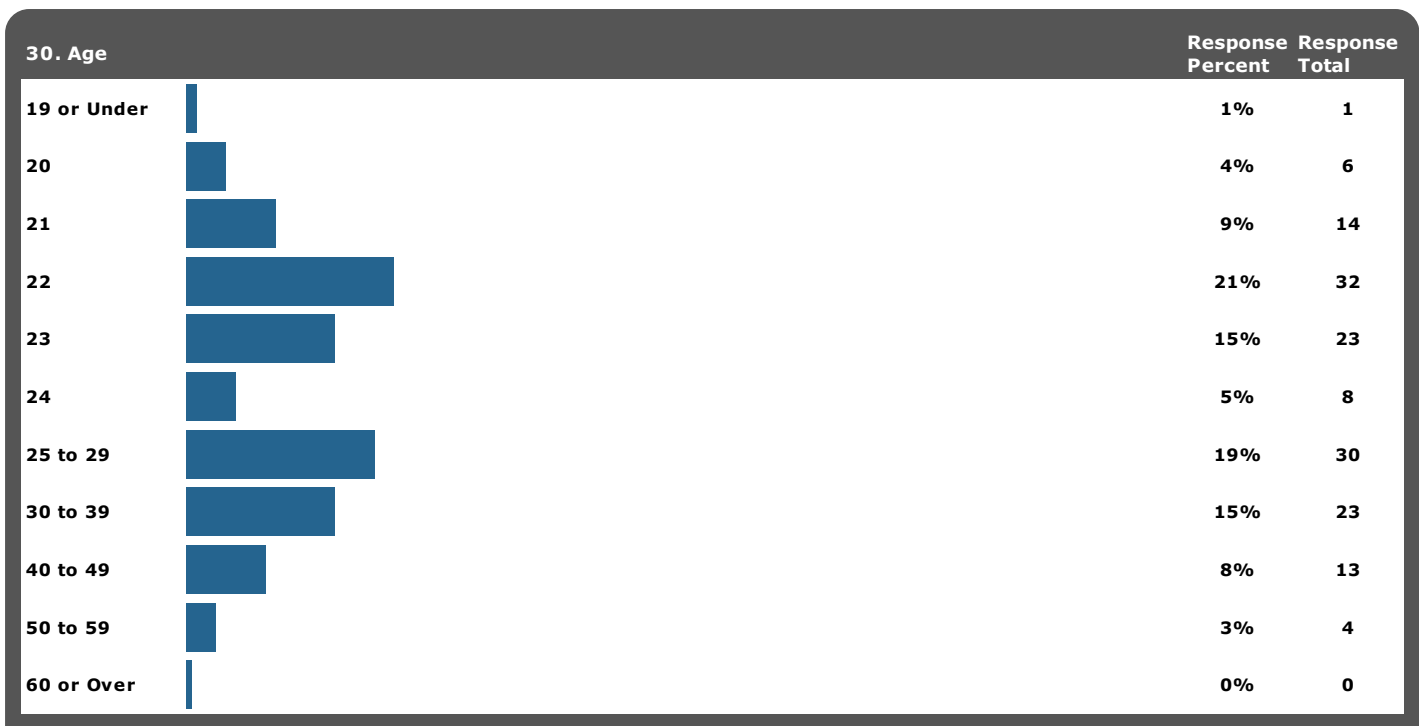 30. Age Response Percent Response Total
19 or Under 1% 1
20 4% 6
21 9% 14
22 21% 32
23 15% 23
24 5% 8
25 to 29 19% 30
30 to 39 15% 23
40 to 49 8% 13
50 to 59 3% 4
60 or Over 0% 0